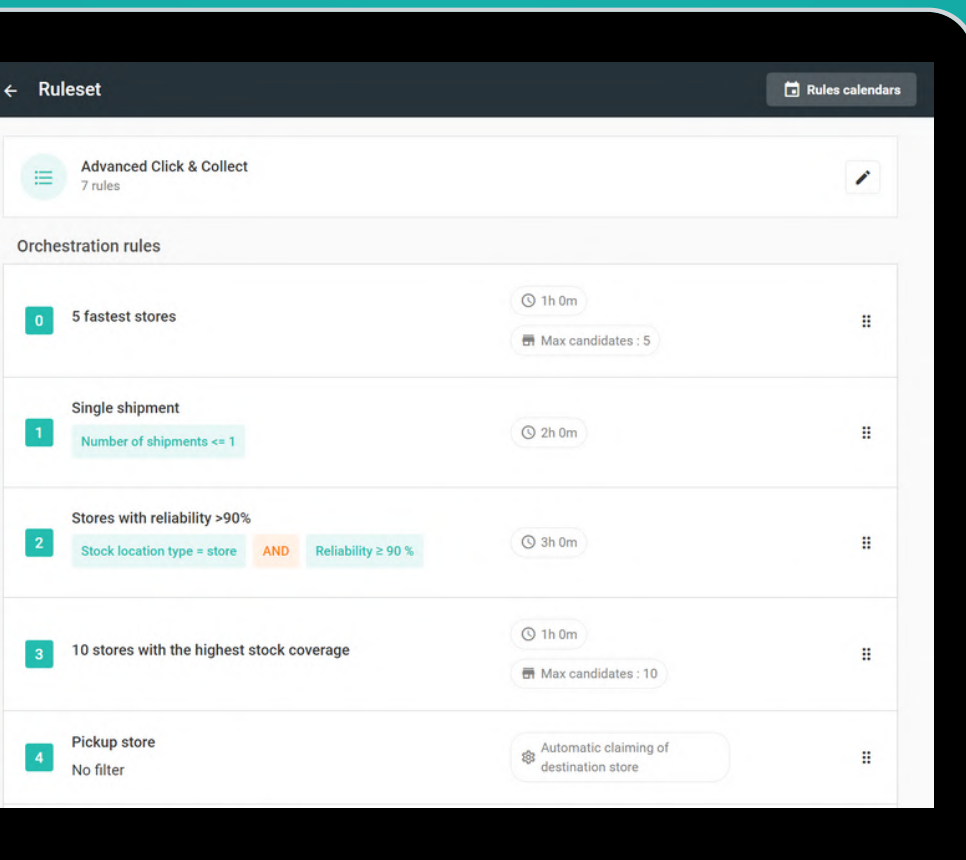 Ruleset
Rules calendars
Advanced Click & Collect
7 rules
Orchestration rules
0
5 fastest stores
1h 0m
Max candidates : 5
1
Single shipment
Number of shipments <= 1
2h 0m
2
Stores with reliability >90%
Stock location type = store AND Reliability ≥ 90 %
3h 0m
3
10 stores with the highest stock coverage
1h 0m
Max candidates : 10
4
Pickup store
No filter
Automatic claiming of
destination store